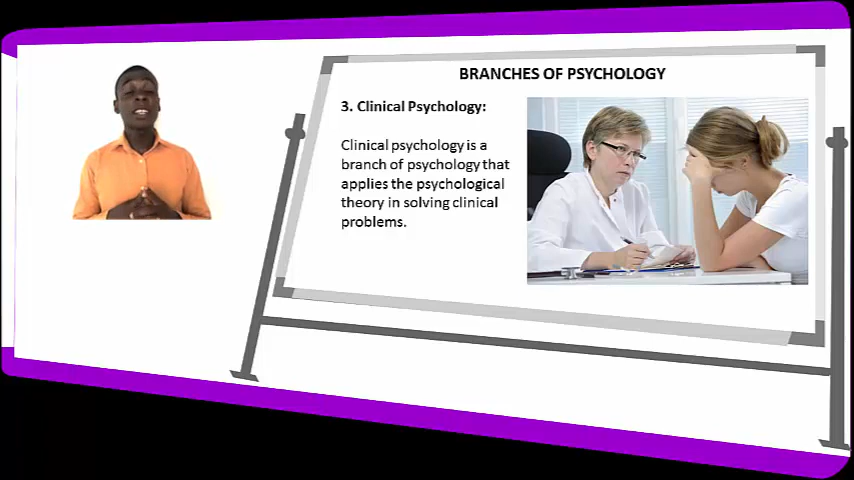 BRANCHES OF PSYCHOLOGY
3. Clinical Psychology:
Clinical psychology is a
branch of psychology that
applies the psychological
theory in solving clinical
problems.